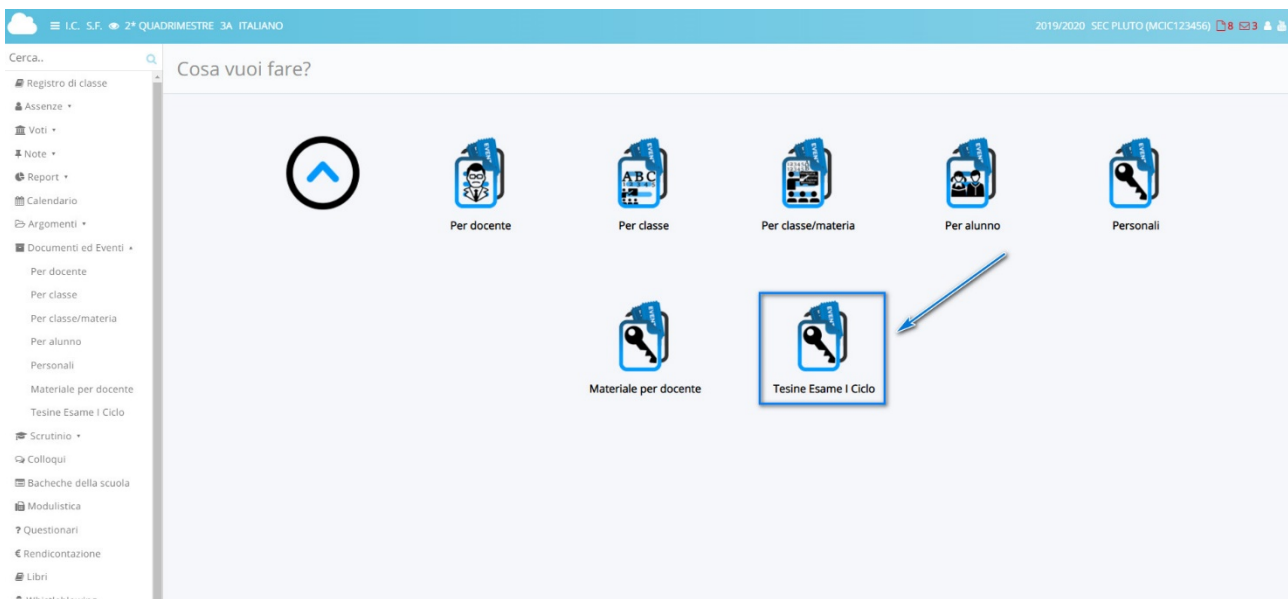 I.C. S.F. 2* QUADRIMESTRE 3A ITALIANO
2019/2020 SEC PLUTO (MCIC123456) 8 3
Cerca..
Registro di classe
Assenze
Voti
Note
Report
Calendario
Argomenti
Documenti ed Eventi
Per docente
Per classe
Per classe/materia
Per alunno
Personali
Materiale per docente
Tesine Esame I Ciclo
Scrutinio
Colloqui
Bacheche della scuola
Modulistica
? Questionari
€ Rendicontazione
Libri
Cosa vuoi fare?
Per docente
Per classe
Per classe/materia
Per alunno
Personali
Materiale per docente
Tesine Esame I Ciclo